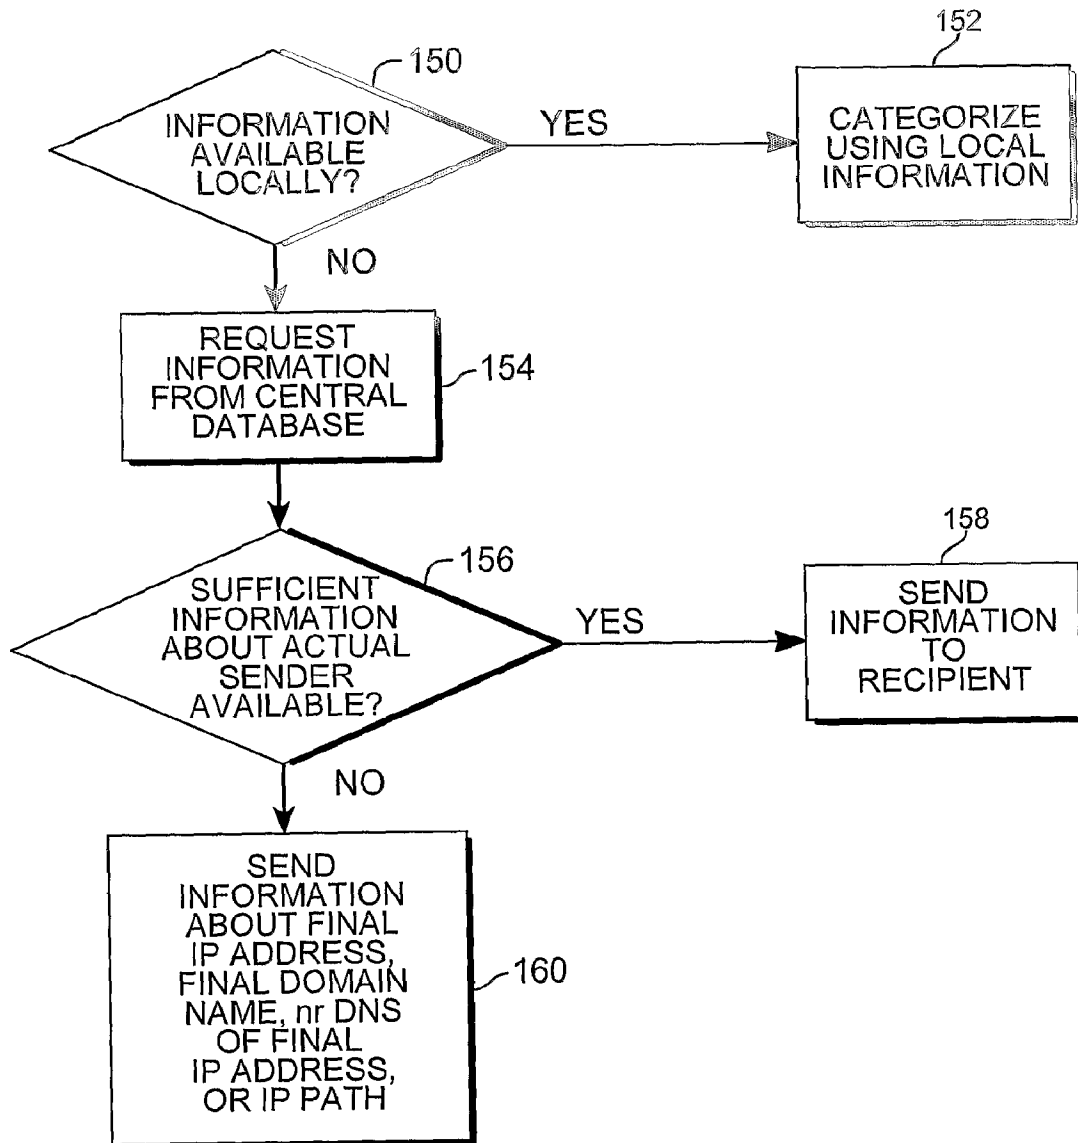 150
INFORMATION
AVAILABLE
LOCALLY?
YES
152
CATEGORIZE
USING LOCAL
INFORMATION
NO
REQUEST
INFORMATION
FROM CENTRAL
DATABASE
154
156
SUFFICIENT
INFORMATION
ABOUT ACTUAL
SENDER
AVAILABLE?
YES
158
SEND
INFORMATION
TO
RECIPIENT
NO
SEND
INFORMATION
ABOUT FINAL
IP ADDRESS,
FINAL DOMAIN
NAME, nr DNS
OF FINAL
IP ADDRESS,
OR IP PATH
160